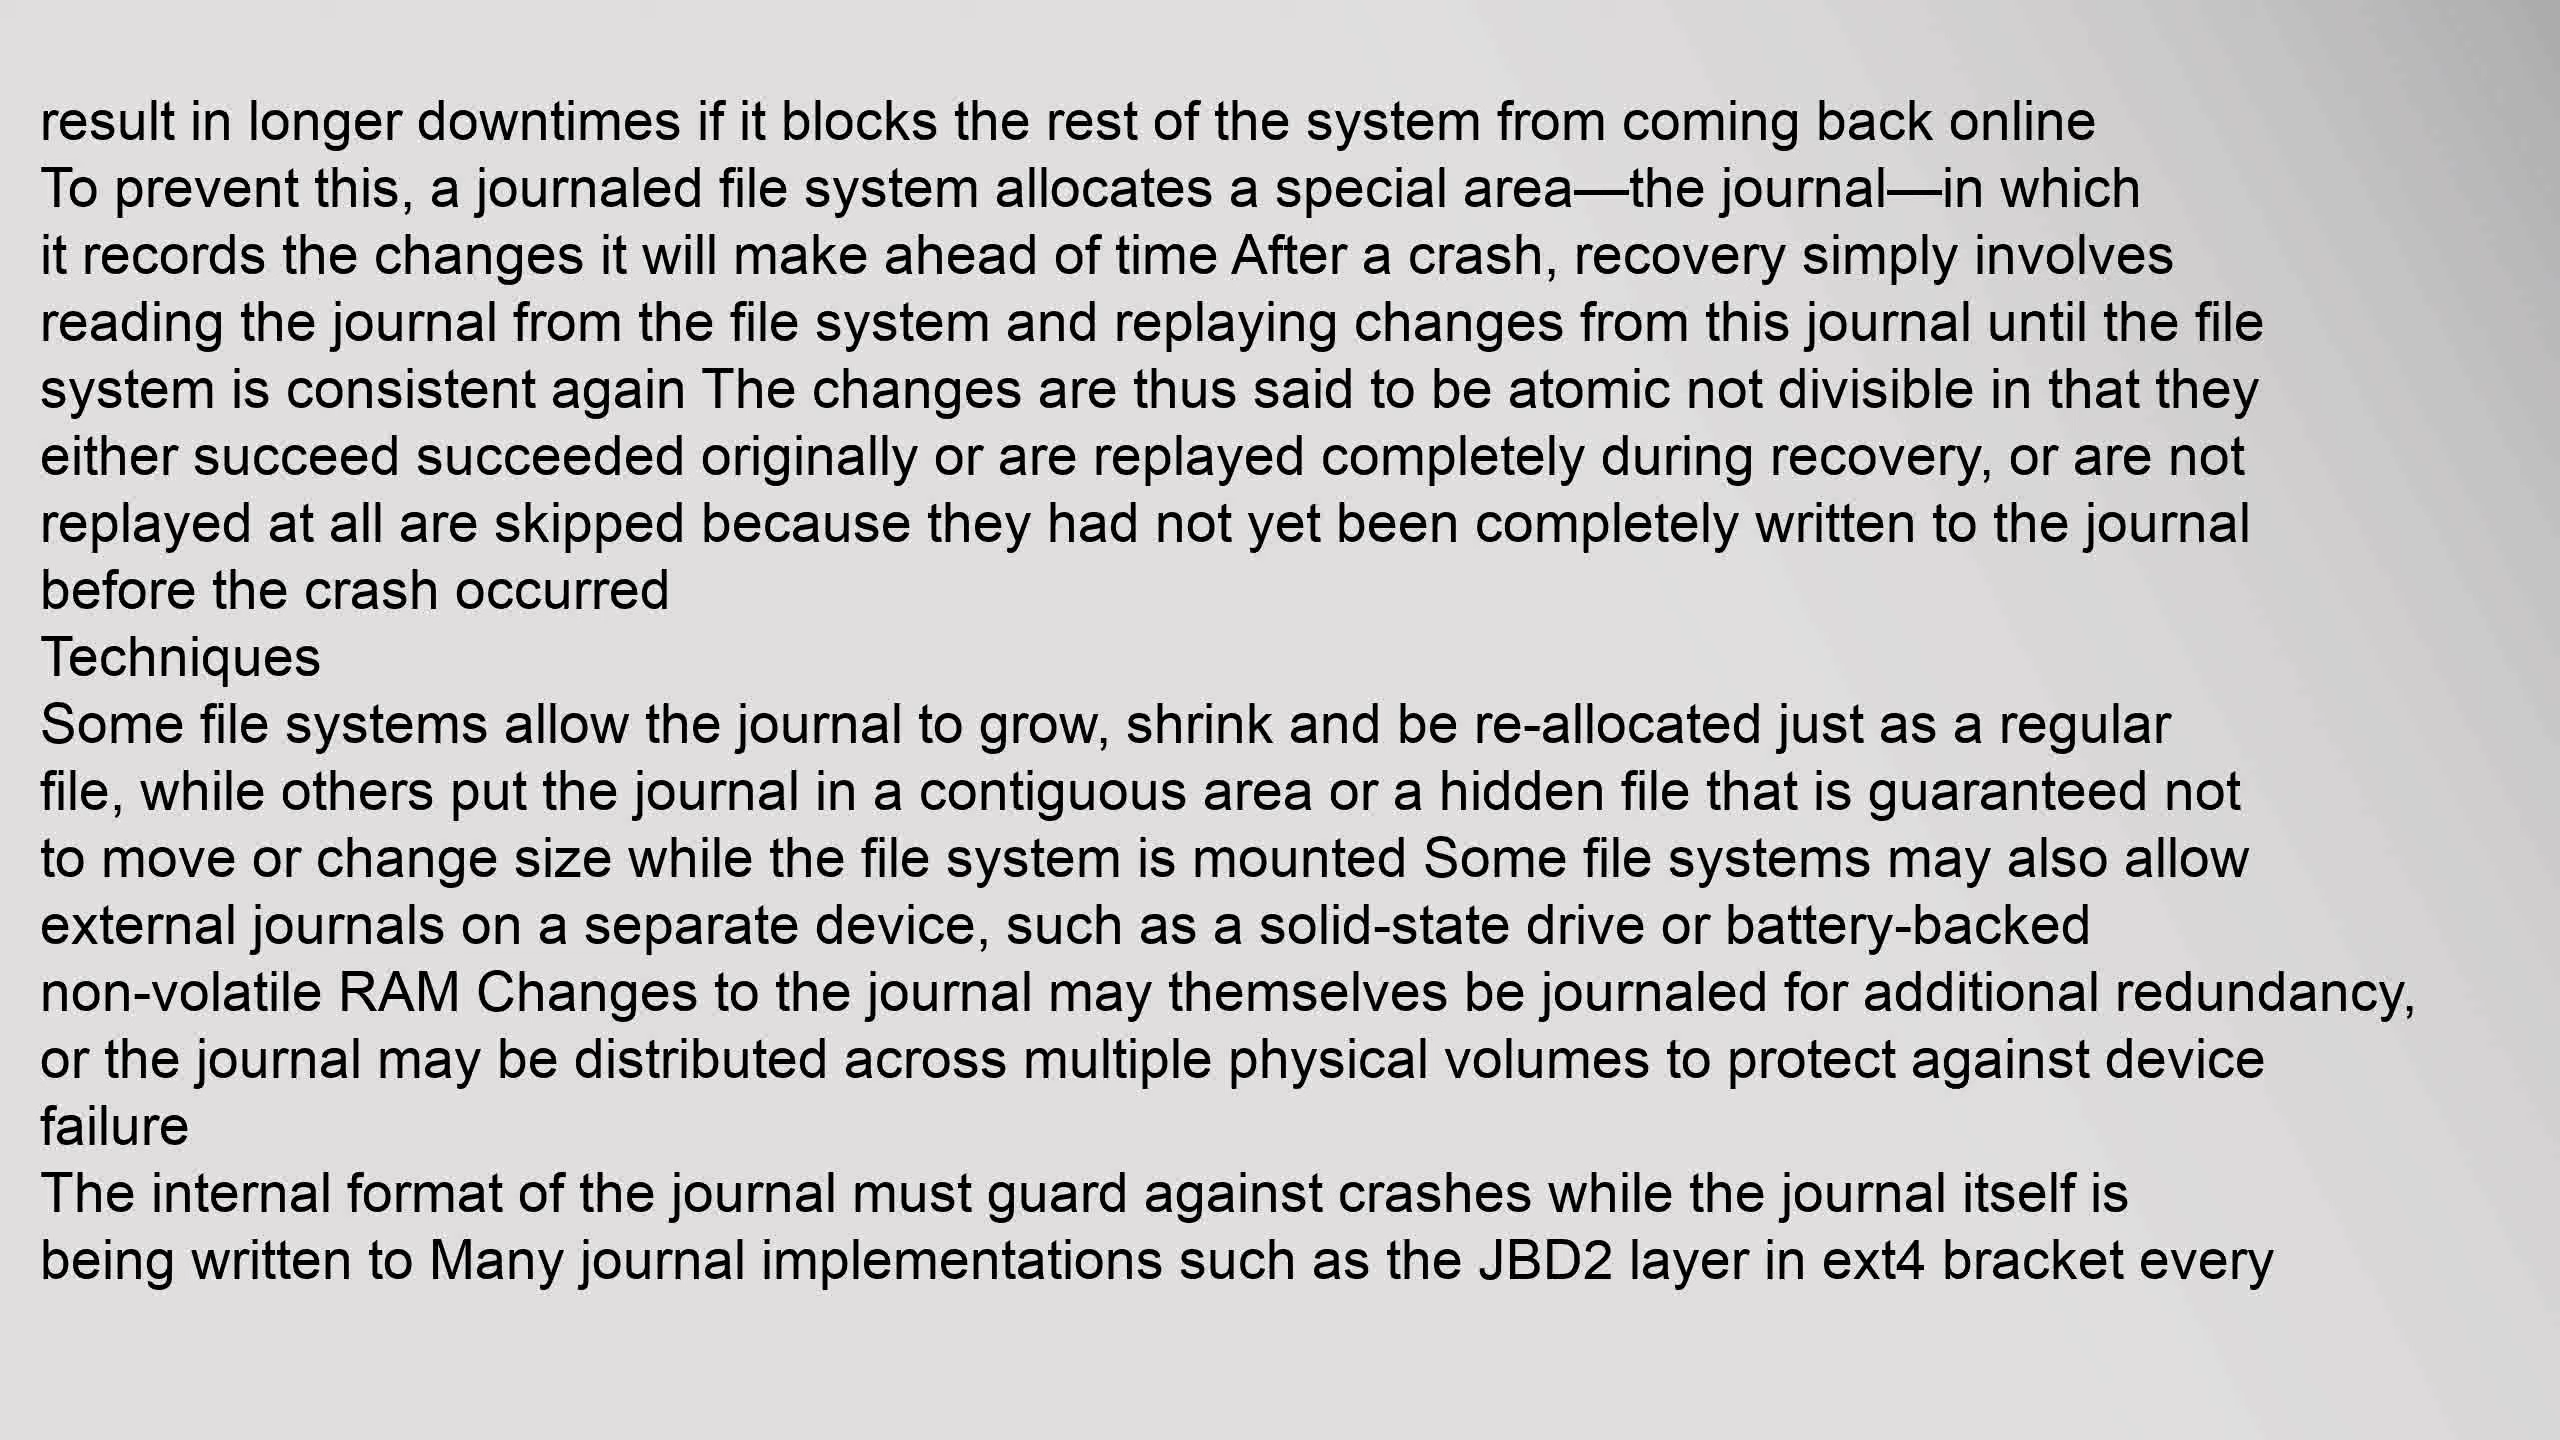 result in longer downtimes if it blocks the rest of the system from coming back online
To prevent this, a journaled file system allocates a special area—the journal—in which
it records the changes it will make ahead of time After a crash, recovery simply involves
reading the journal from the file system and replaying changes from this journal until the file
system is consistent again The changes are thus said to be atomic not divisible in that they
either succeed succeeded originally or are replayed completely during recovery, or are not
replayed at all are skipped because they had not yet been completely written to the journal
before the crash occurred
Techniques
Some file systems allow the journal to grow, shrink and be re-allocated just as a regular
file, while others put the journal in a contiguous area or a hidden file that is guaranteed not
to move or change size while the file system is mounted Some file systems may also allow
external journals on a separate device, such as a solid-state drive or battery-backed
non-volatile RAM Changes to the journal may themselves be journaled for additional redundancy,
or the journal may be distributed across multiple physical volumes to protect against device
failure
The internal format of the journal must guard against crashes while the journal itself is
being written to Many journal implementations such as the JBD2 layer in ext4 bracket every